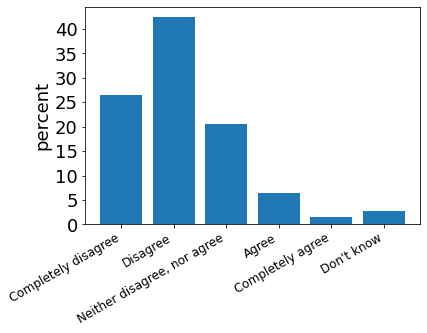 percent
40
35
30
25
20
15
10
5
0
Completely disagree
Disagree
Neither disagree, nor agree
Agree
Completely agree
Don't know